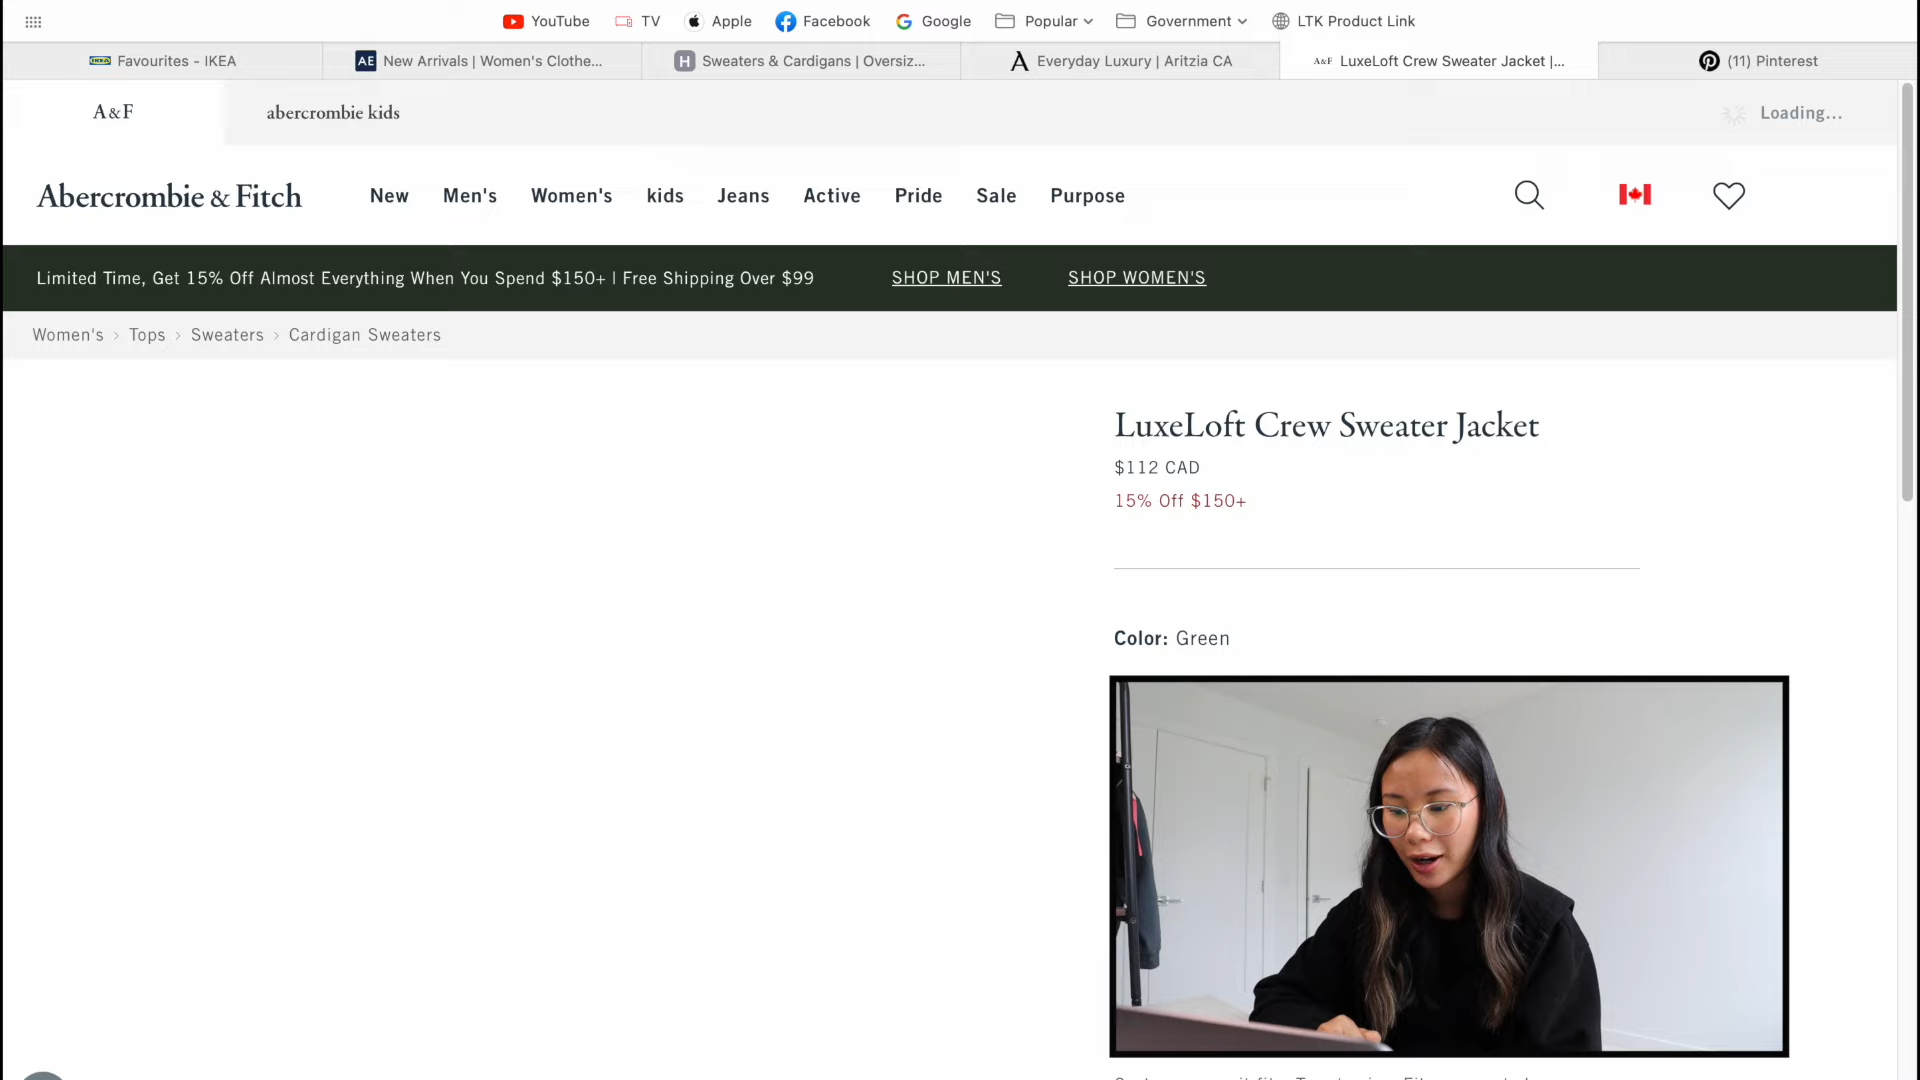 YouTube TV Apple Facebook Google Popular Government LTK Product Link
Favourites - IKEA
AE New Arrivals | Women's Clothe...
H Sweaters & Cardigans | Oversiz...
A Everyday Luxury | Aritzia CA
A&F LuxeLoft Crew Sweater Jacket |...
(11) Pinterest
A&F
abercrombie kids
Loading...
Abercrombie & Fitch New Men's Women's kids Jeans Active Pride Sale Purpose
Limited Time, Get 15% Off Almost Everything When You Spend $150+ | Free Shipping Over $99 SHOP MEN'S SHOP WOMEN'S
Women's › Tops › Sweaters › Cardigan Sweaters
LuxeLoft Crew Sweater Jacket
$112 CAD
15% Off $150+
Color: Green